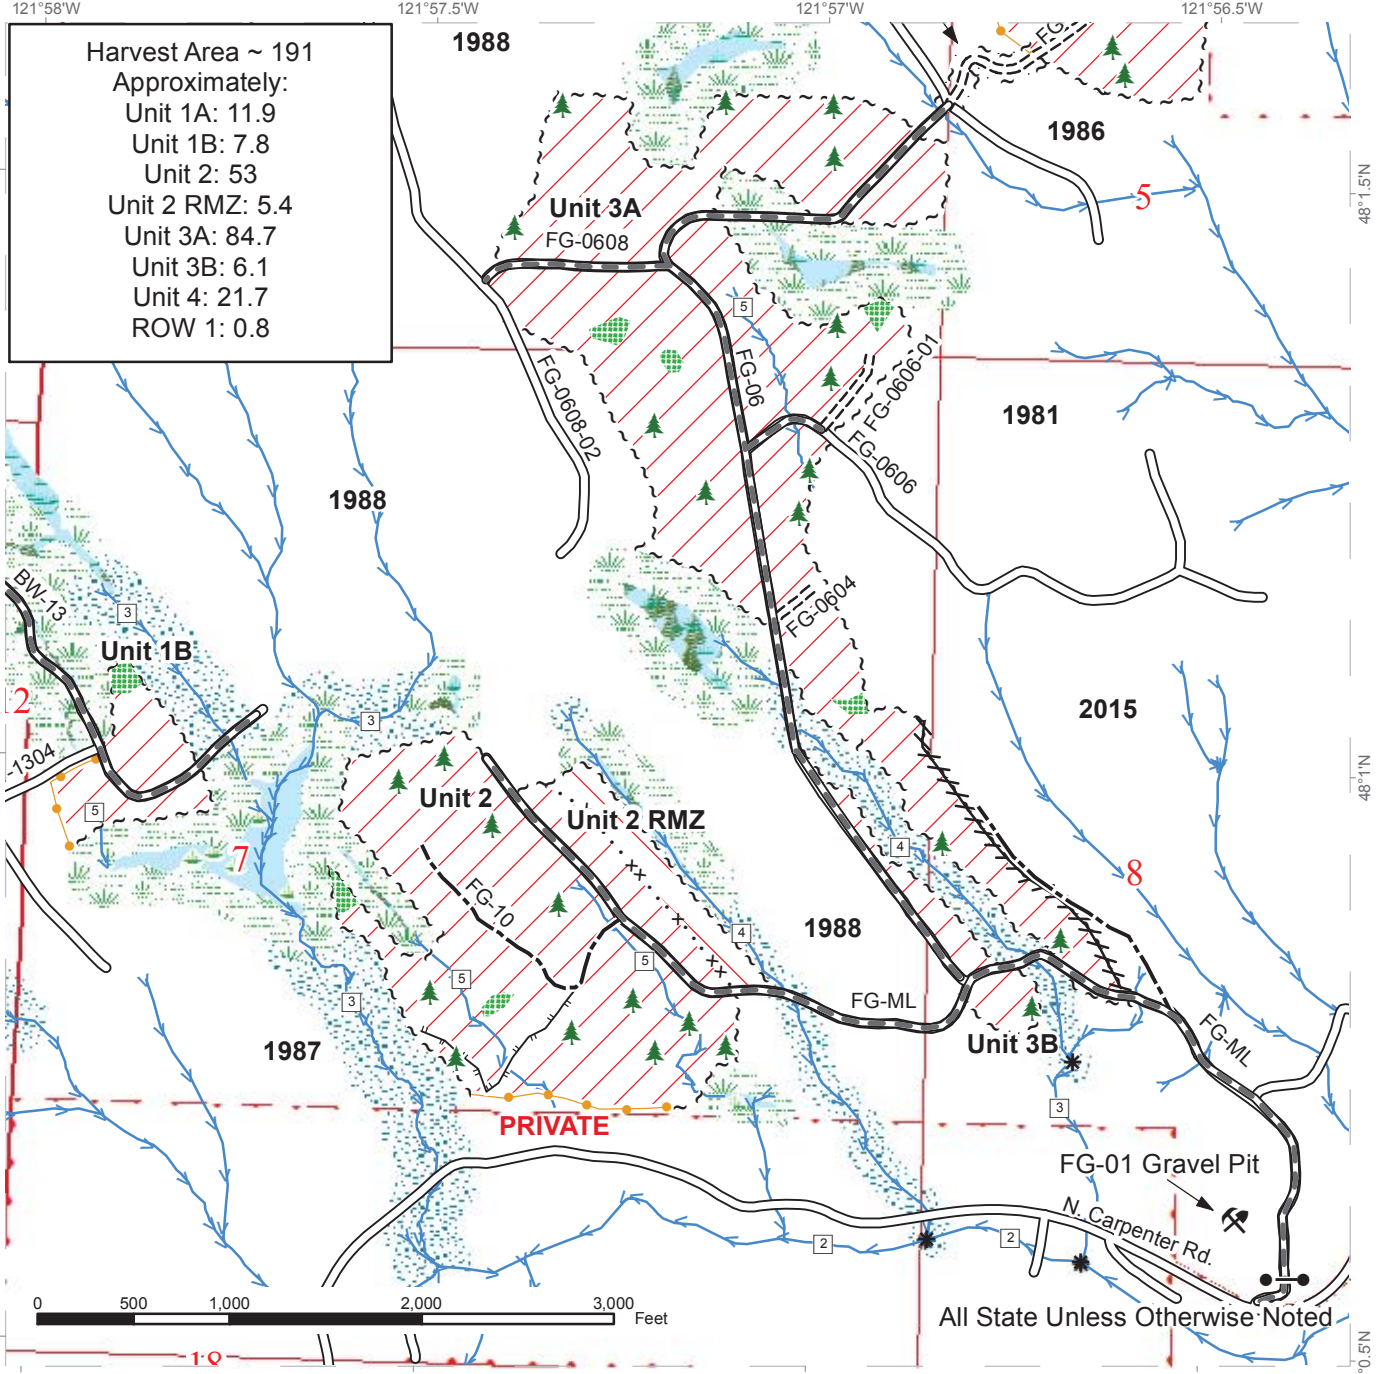 121°58'W
121°57.5'W
121°57'W
121°56.5'W
Harvest Area ~ 191
Approximately:
Unit 1A: 11.9
Unit 1B: 7.8
Unit 2: 53
Unit 2 RMZ: 5.4
Unit 3A: 84.7
Unit 3B: 6.1
Unit 4: 21.7
ROW 1: 0.8
1988
FG-
1986
5
48°1.5'N
Unit 3A
FG-0608
5
FG-06
FG-0606-01
FG-0608-02
FG-0606
1981
1988
BW-13
3
Unit 1B
FG-0604
2
3
2015
-1304
48°1'N
Unit 2
Unit 2 RMZ
5
7
4
8
FG-10
1988
4
5
5
3
FG-ML
1987
Unit 3B
FG-ML
3
PRIVATE
FG-01 Gravel Pit
N. Carpenter Rd.
2
2
0
500
1,000
2,000
3,000
Feet
All State Unless Otherwise Noted
18
°0.5'N